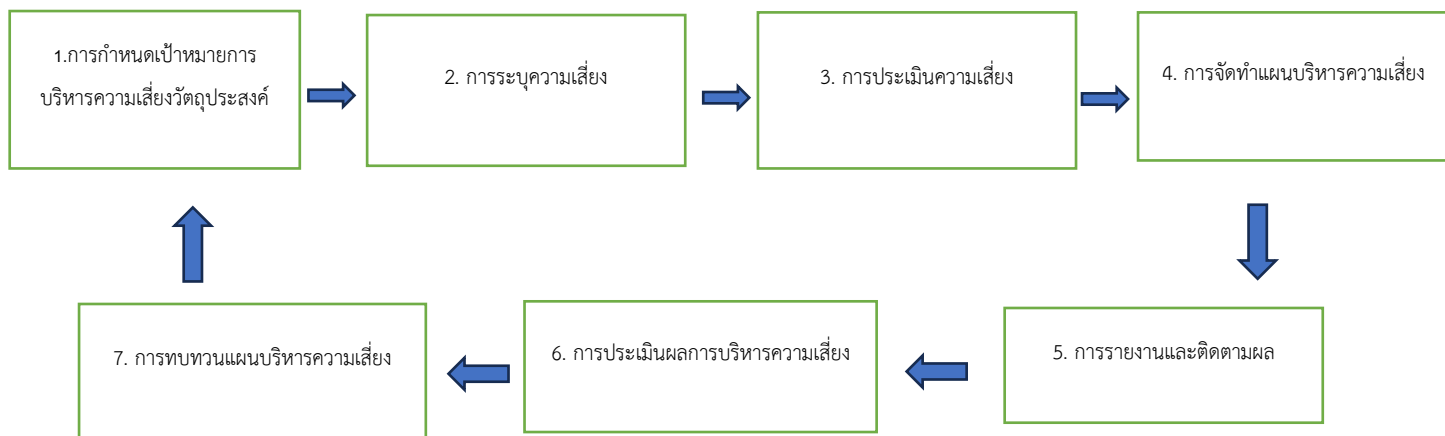 1.การกำหนดเป้าหมายการ
บริหารความเสี่ยงวัตถุประสงค์
2. การระบุความเสี่ยง
3. การประเมินความเสี่ยง
4. การจัดทำแผนบริหารความเสี่ยง
5. การรายงานและติดตามผล
6. การประเมินผลการบริหารความเสี่ยง
7. การทบทวนแผนบริหารความเสี่ยง